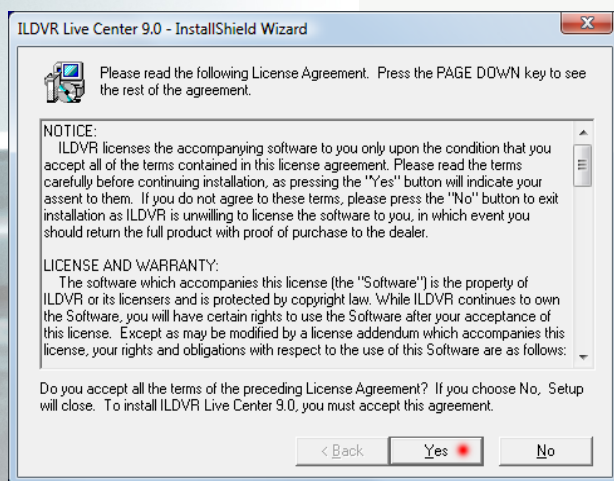 ILDVR Live Center 9.0 - InstallShield Wizard
Please read the following License Agreement. Press the PAGE DOWN key to see
the rest of the agreement.
NOTICE:
ILDVR licenses the accompanying software to you only upon the condition that you
accept all of the terms contained in this license agreement. Please read the terms
carefully before continuing installation, as pressing the "Yes" button will indicate your
assent to them. If you do not agree to these terms, please press the "No" button to exit
installation as ILDVR is unwilling to license the software to you, in which event you
should return the full product with proof of purchase to the dealer.
LICENSE AND WARRANTY:
The software which accompanies this license (the "Software") is the property of
ILDVR or its licensers and is protected by copyright law. While ILDVR continues to own
the Software, you will have certain rights to use the Software after your acceptance of
this license. Except as may be modified by a license addendum which accompanies this
license, your rights and obligations with respect to the use of this Software are as follows:
Do you accept all the terms of the preceding License Agreement? If you choose No, Setup
will close. To install ILDVR Live Center 9.0, you must accept this agreement.
< Back
Yes
No